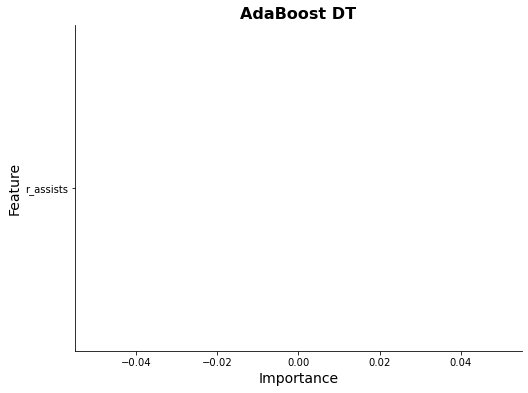 AdaBoost DT
Feature
r_assists
−0.04
−0.02
0.00
0.02
0.04
Importance